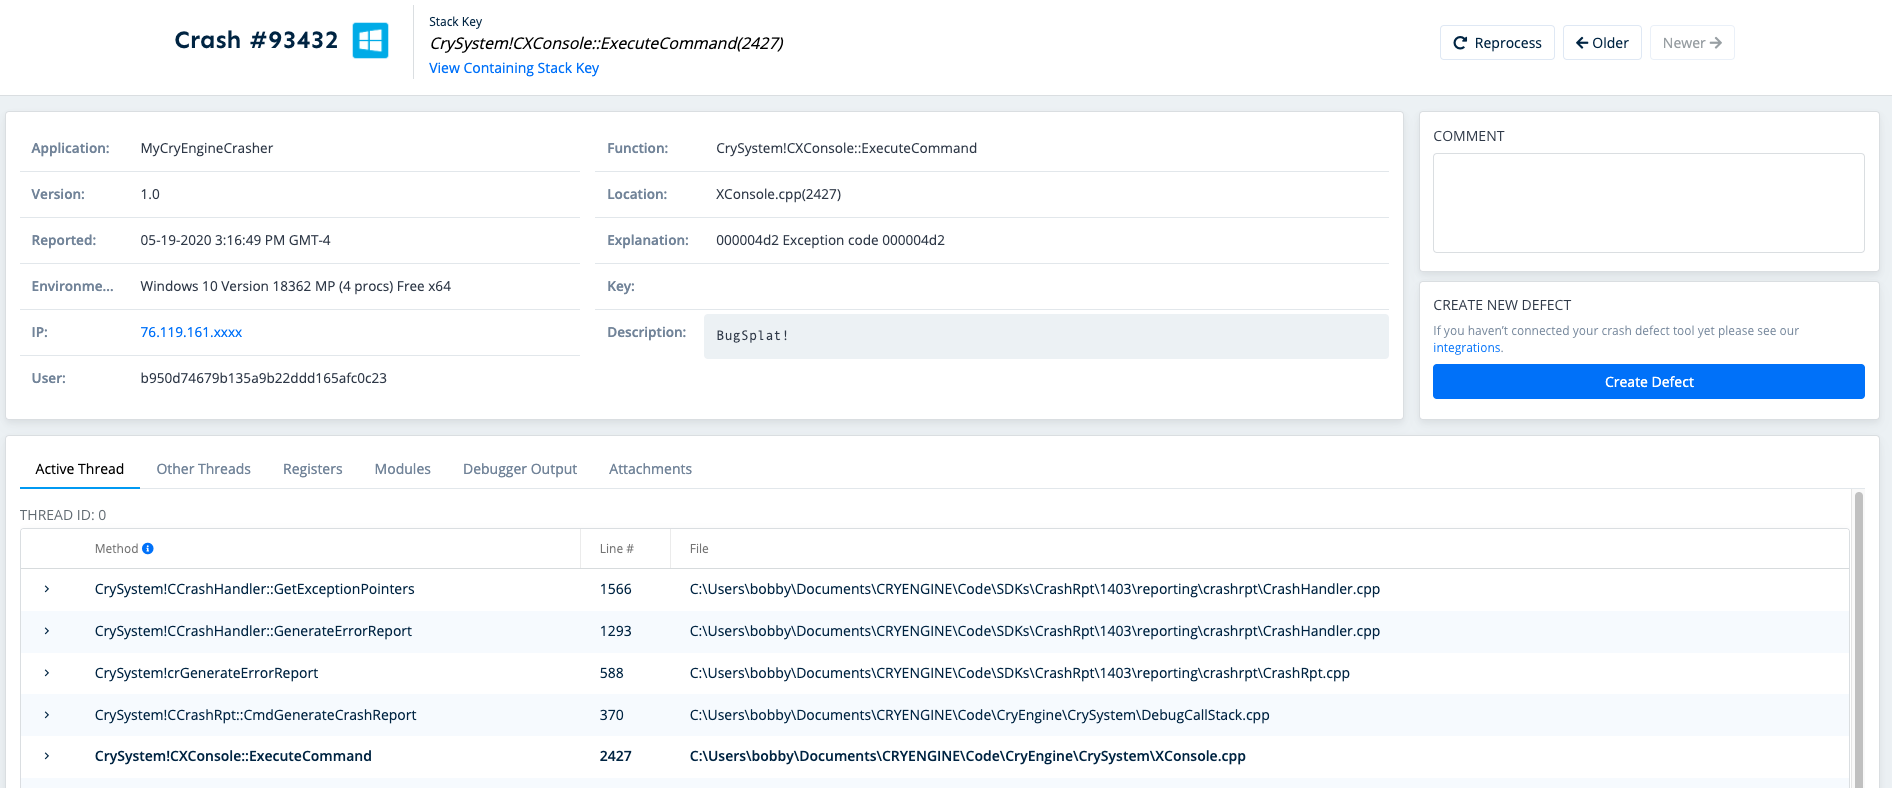 Crash #93432
Stack Key
CrySystem!CXConsole::ExecuteCommand(2427)
View Containing Stack Key
Reprocess
Older
Newer
Application: MyCryEngineCrasher
Version: 1.0
Reported: 05-19-2020 3:16:49 PM GMT-4
Environme... Windows 10 Version 18362 MP (4 procs) Free x64
IP: 76.119.161.xxxx
User: b950d74679b135a9b22ddd165afc0c23
Function: CrySystem!CXConsole::ExecuteCommand
Location: XConsole.cpp(2427)
Explanation: 000004d2 Exception code 000004d2
Key:
Description: BugSplat!
COMMENT
CREATE NEW DEFECT
If you haven't connected your crash defect tool yet please see our
integrations.
Create Defect
Active Thread Other Threads Registers Modules Debugger Output Attachments
THREAD ID: 0
Method Line # File
CrySystem!CCrashHandler::GetExceptionPointers 1566 C:\Users\bobby\Documents\CRYENGINE\Code\SDKs\CrashRpt\1403\reporting\crashrpt\CrashHandler.cpp
CrySystem!CCrashHandler::GenerateErrorReport 1293 C:\Users\bobby\Documents\CRYENGINE\Code\SDKs\CrashRpt\1403\reporting\crashrpt\CrashHandler.cpp
CrySystem!crGenerateErrorReport 588 C:\Users\bobby\Documents\CRYENGINE\Code\SDKs\CrashRpt\1403\reporting\crashrpt\CrashRpt.cpp
CrySystem!CCrashRpt::CmdGenerateCrashReport 370 C:\Users\bobby\Documents\CRYENGINE\Code\CryEngine\CrySystem\DebugCallStack.cpp
CrySystem!CXConsole::ExecuteCommand 2427 C:\Users\bobby\Documents\CRYENGINE\Code\CryEngine\CrySystem\XConsole.cpp